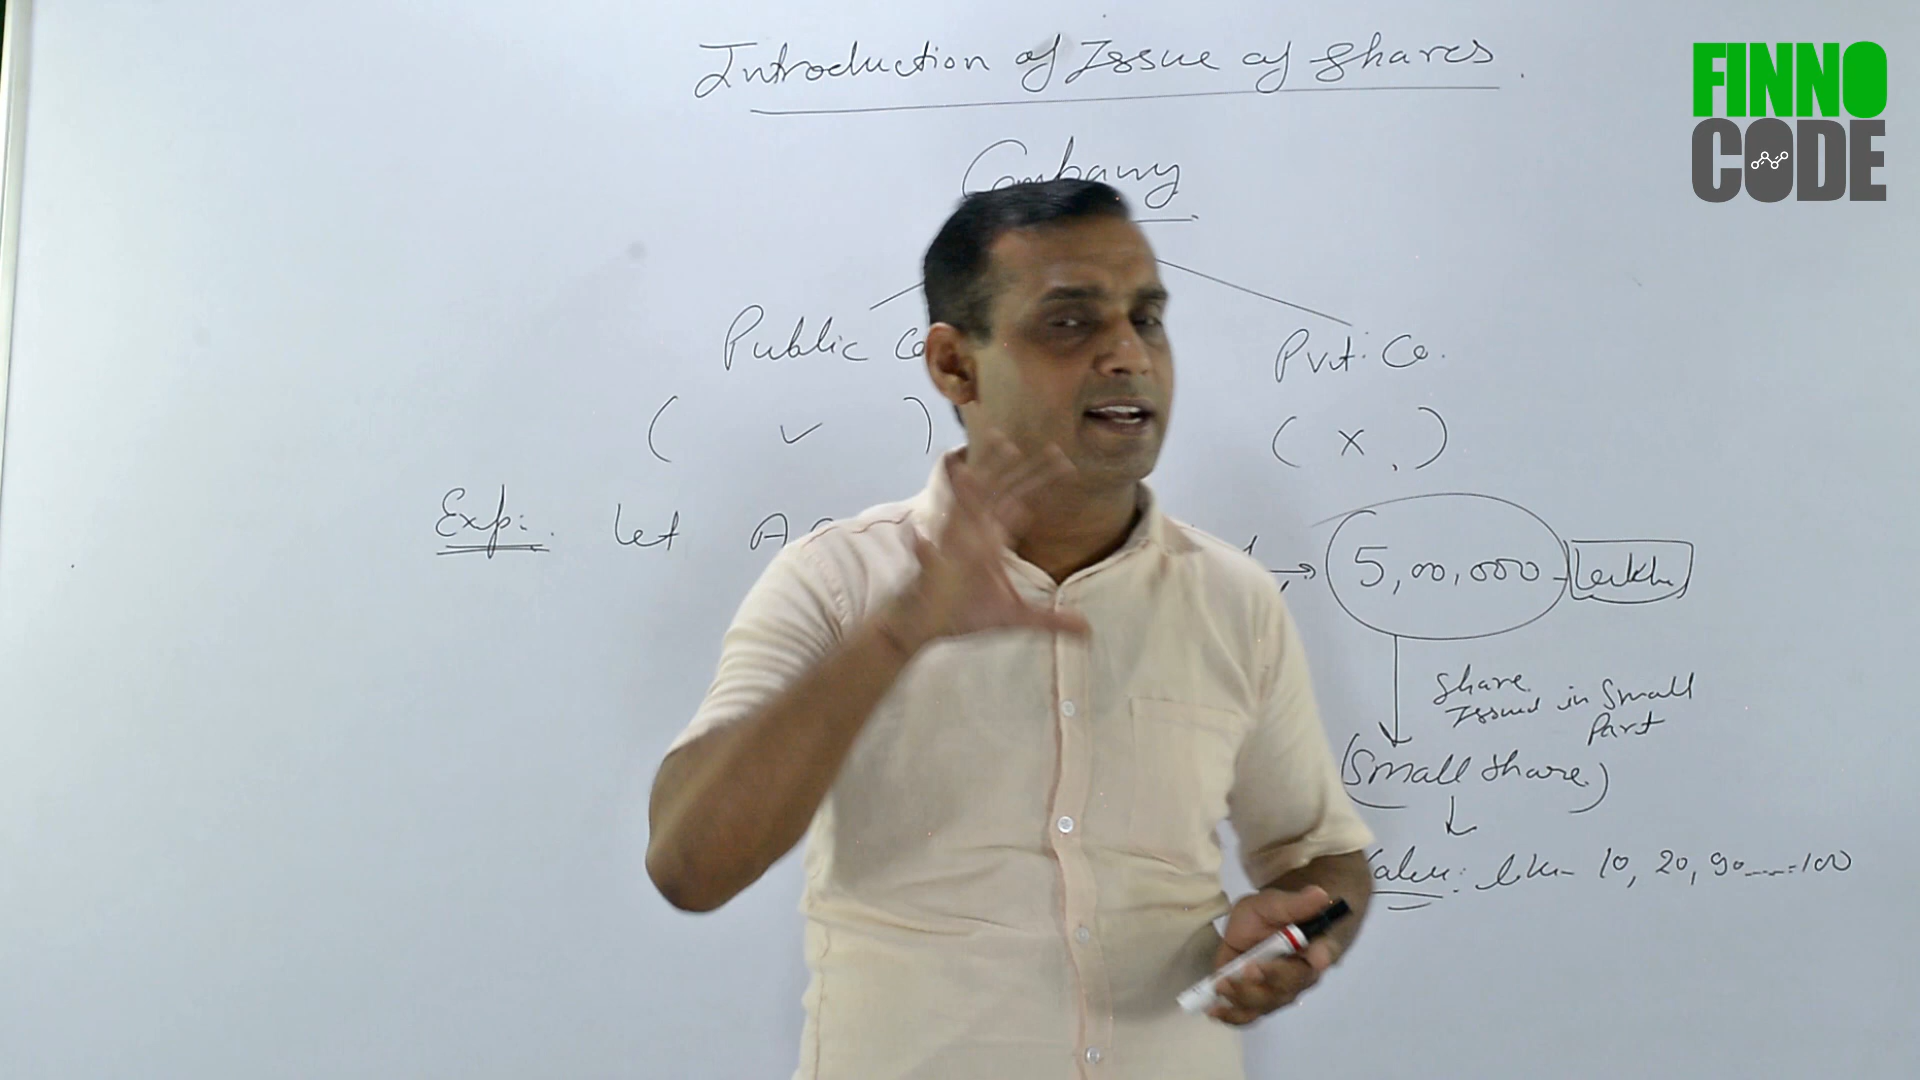 Introduction of Issue of Shares
FINNO
CODE
Company
Public Co
Pvt. Co.
( ✓ )
( x )
Exp:. let A
→ 5,00,000 Lakh
Share
Issued in Small
Part
(Small Share)
Value: like 10, 20, 90----100